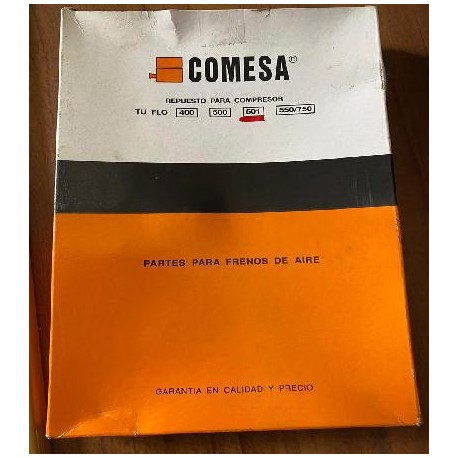 COMESA®
REPUESTO PARA COMPRESOR
TU FLO 400 500 501 550/750
PARTES PARA FRENOS DE AIRE
GARANTIA EN CALIDAD Y PRECIO